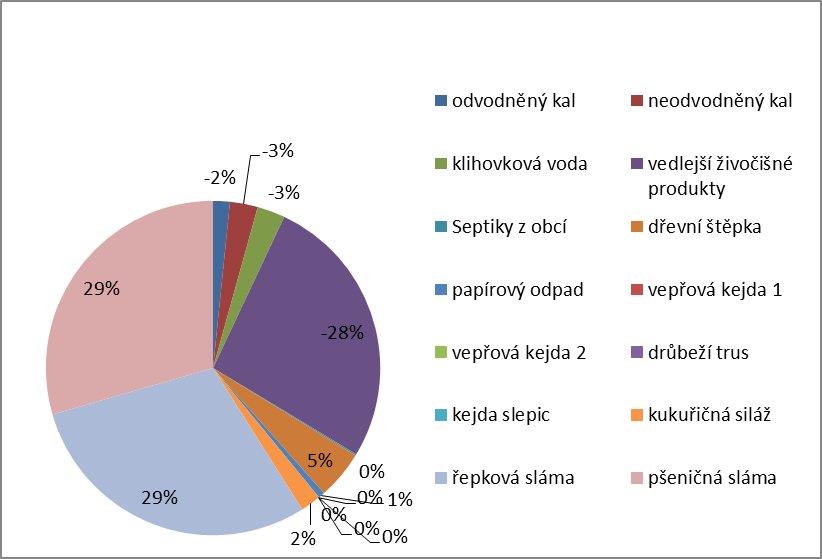 odvodněný kal
neodvodněný kal
klihovková voda
vedlejší živočišné
produkty
Septiky z obcí
dřevní štěpka
papírový odpad
vepřová kejda 1
vepřová kejda 2
drůbeží trus
kejda slepic
kukuřičná siláž
řepková sláma
pšeničná sláma
-2%
-3%
-3%
-28%
5%
0%
0%
1%
0%
0%
0%
2%
29%
29%